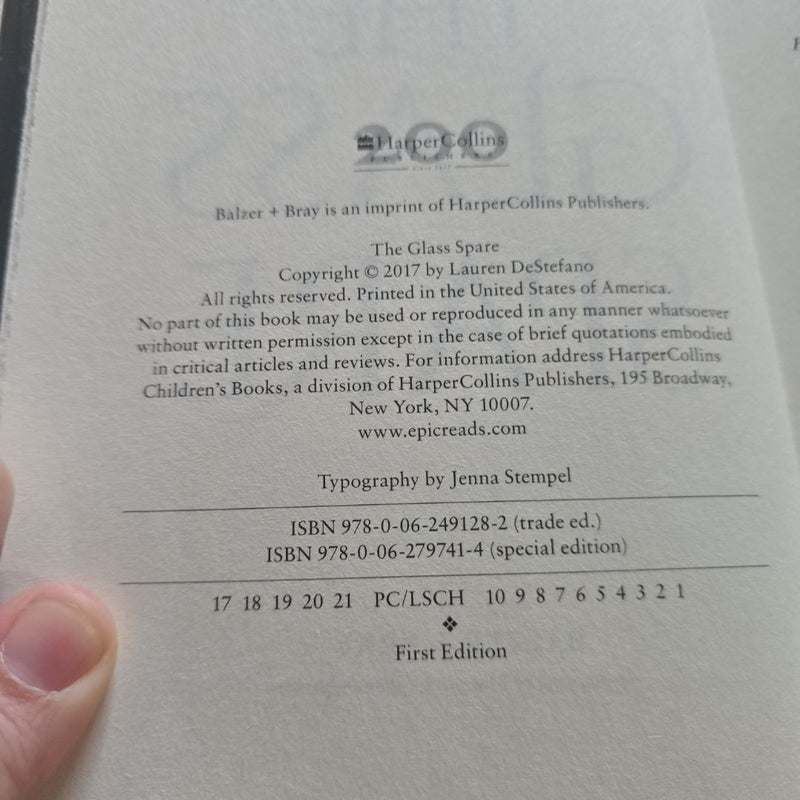 200
HarperCollins
PUBLISHERS
Since 1817
Balzer + Bray is an imprint of HarperCollins Publishers.
The Glass Spare
Copyright © 2017 by Lauren DeStefano
All rights reserved. Printed in the United States of America.
No part of this book may be used or reproduced in any manner whatsoever
without written permission except in the case of brief quotations embodied
in critical articles and reviews. For information address HarperCollins
Children's Books, a division of HarperCollins Publishers, 195 Broadway,
New York, NY 10007.
www.epicreads.com
Typography by Jenna Stempel
ISBN 978-0-06-249128-2 (trade ed.)
ISBN 978-0-06-279741-4 (special edition)
17 18 19 20 21 PC/LSCH 10 9 8 7 6 5 4 3 2 1
❖
First Edition